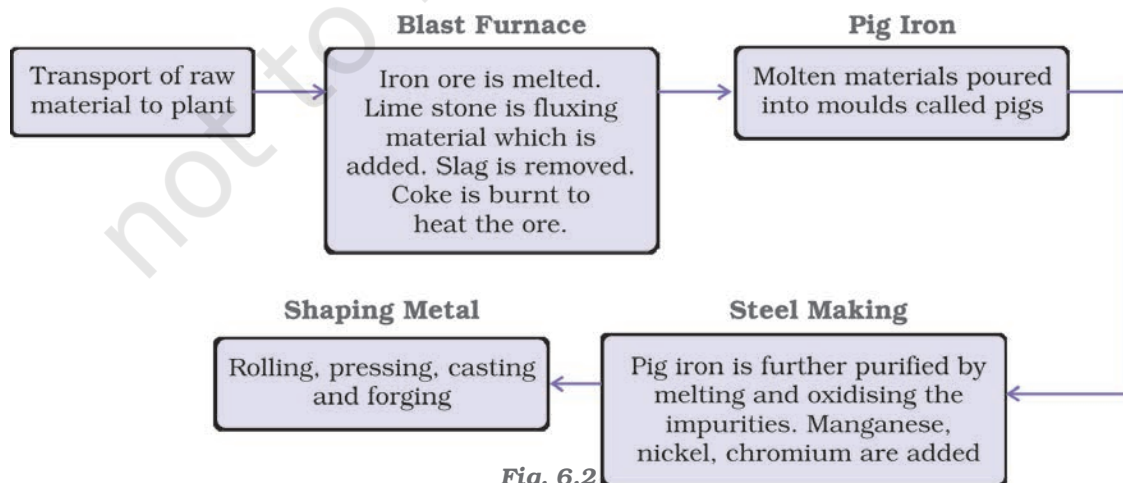 Blast Furnace
Pig Iron
Transport of raw
material to plant
Iron ore is melted.
Lime stone is fluxing
material which is
added. Slag is removed.
Coke is burnt to
heat the ore.
Molten materials poured
into moulds called pigs
Steel Making
Pig iron is further purified by
melting and oxidising the
impurities. Manganese,
nickel, chromium are added
Shaping Metal
Rolling, pressing, casting
and forging
Fig. 6.2
not to